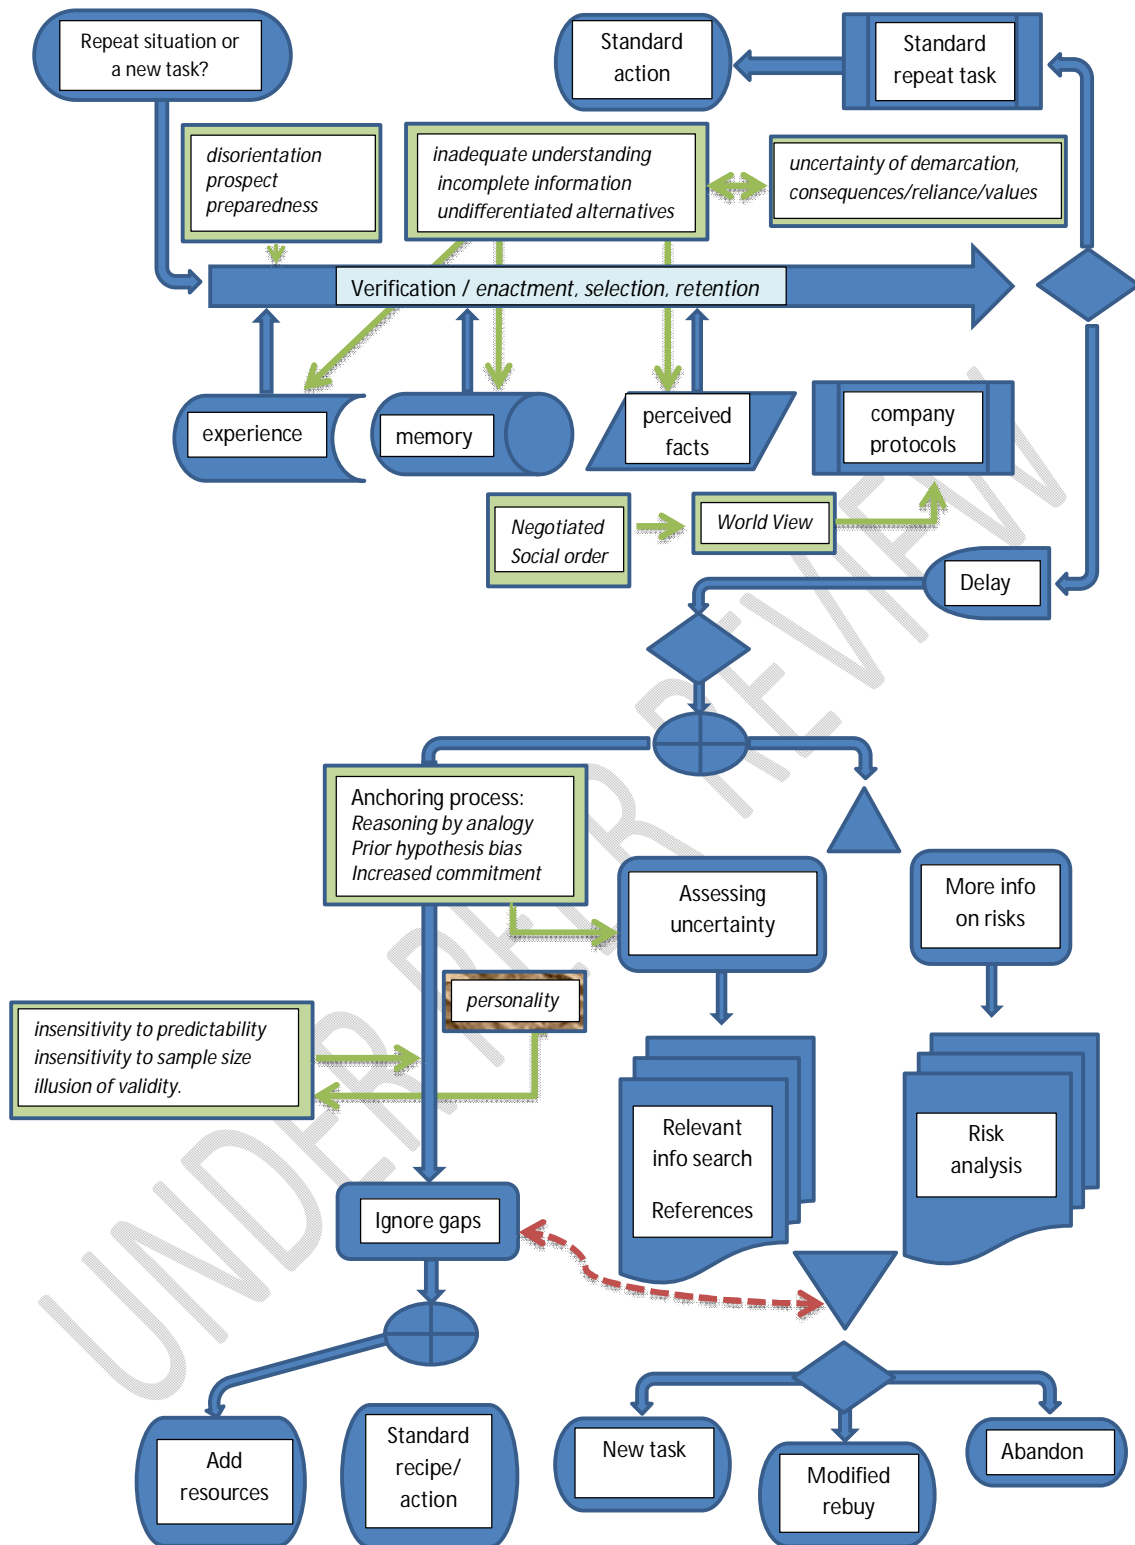 Repeat situation or
a new task?
Standard
action
Standard
repeat task
disorientation
prospect
preparedness
inadequate understanding
incomplete information
undifferentiated alternatives
uncertainty of demarcation,
consequences/reliance/values
Verification / enactment, selection, retention
experience
memory
perceived
facts
company
protocols
Negotiated
Social order
World View
Delay
Anchoring process:
Reasoning by analogy
Prior hypothesis bias
Increased commitment
Assessing
uncertainty
More info
on risks
personality
insensitivity to predictability
insensitivity to sample size
illusion of validity.
Relevant
info search
References
Risk
analysis
Ignore gaps
Add
resources
Standard
recipe/
action
New task
Modified
rebuy
Abandon
UNDER PEER REVIEW